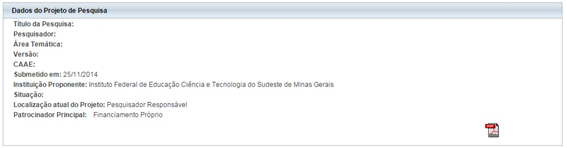 Dados do Projeto de Pesquisa
Título da Pesquisa:
Pesquisador:
Área Temática:
Versão:
CAAE:
Submetido em: 25/11/2014
Instituição Proponente: Instituto Federal de Educação Ciência e Tecnologia do Sudeste de Minas Gerais
Situação:
Localização atual do Projeto: Pesquisador Responsável
Patrocinador Principal: Financiamento Próprio